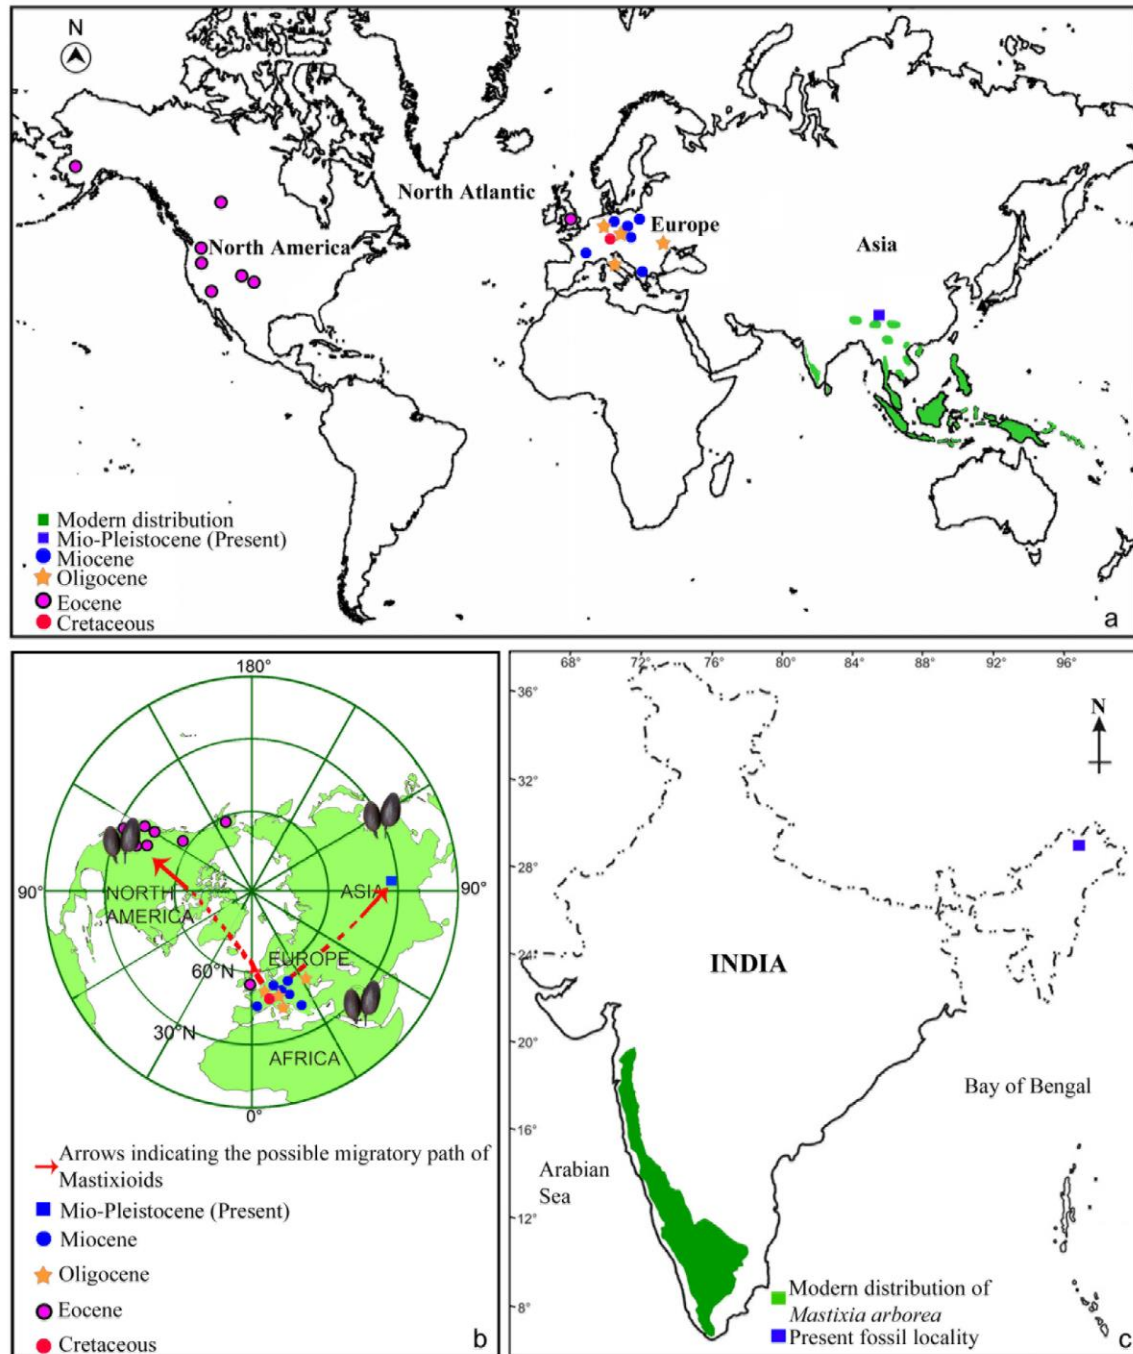 N
North Atlantic
North America
Europe
Asia
Modern distribution
Mio-Pleistocene (Present)
Miocene
Oligocene
Eocene
Cretaceous
a
180°
90°
90°
NORTH
AMERICA
ASIA
EUROPE
60°N
30°N
AFRICA
0°
Arrows indicating the possible migratory path of
Mastixioids
Mio-Pleistocene (Present)
Miocene
Oligocene
Eocene
Cretaceous
b
68° 72° 76° 80° 84° 88° 92° 96°
36°
32°
28°
24°
20°
16°
12°
8°
N
INDIA
Bay of Bengal
Arabian
Sea
Modern distribution of
Mastixia arborea
Present fossil locality
c